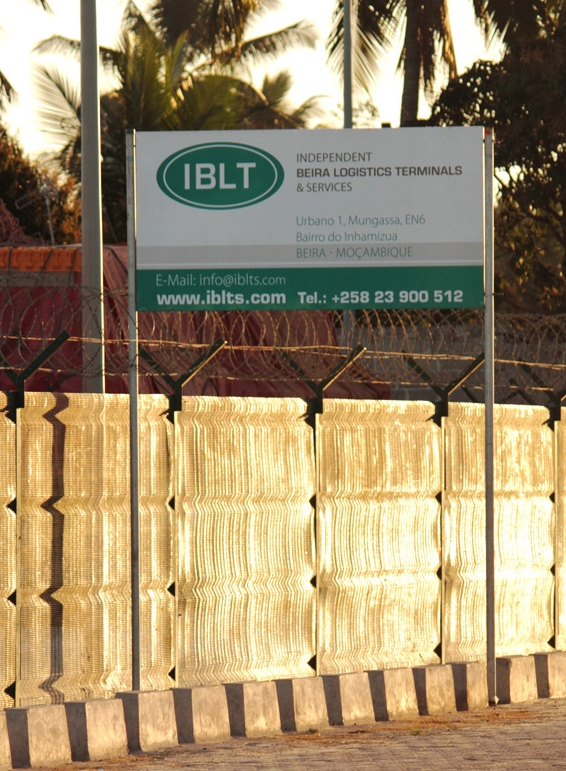 IBLT
INDEPENDENT
BEIRA LOGISTICS TERMINALS
& SERVICES
Urbano 1, Mungassa, EN6
Bairro do Inhamizua
BEIRA - MOÇAMBIQUE
E-Mail: info@iblts.com
www.iblts.com Tel.: +258 23 900 512